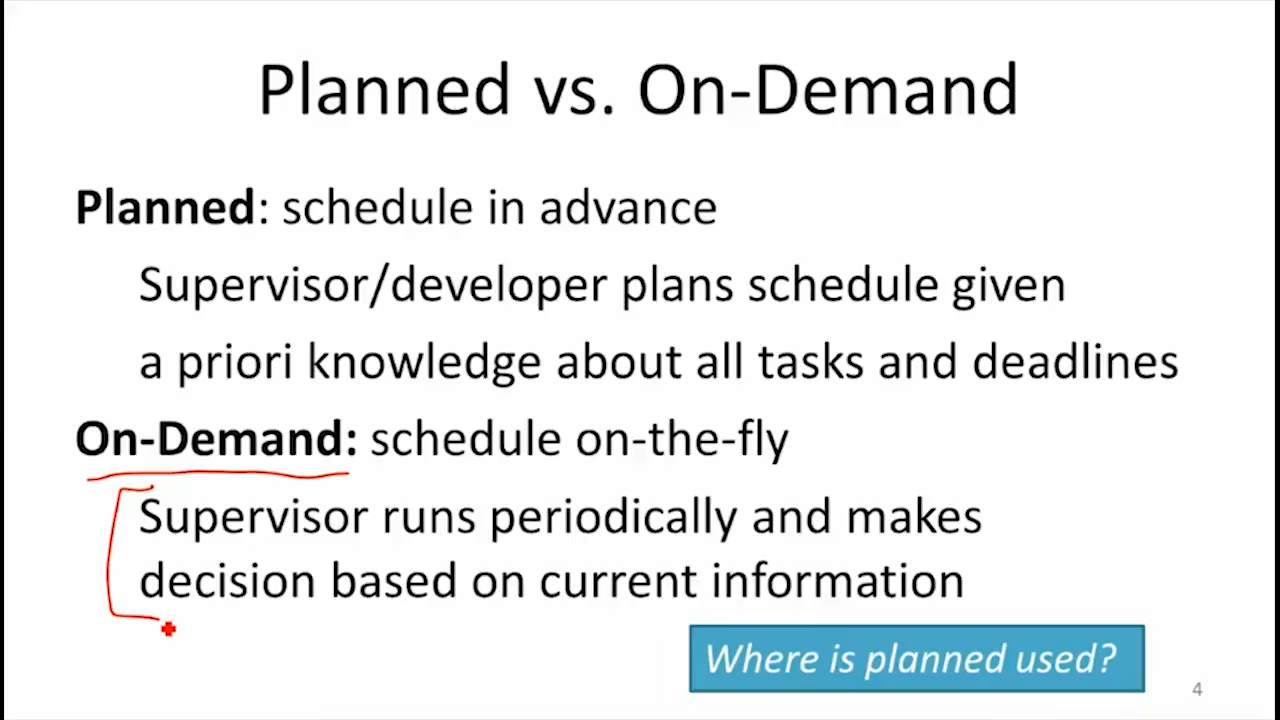 Planned vs. On-Demand
Planned: schedule in advance
Supervisor/developer plans schedule given
a priori knowledge about all tasks and deadlines
On-Demand: schedule on-the-fly
Supervisor runs periodically and makes
decision based on current information
Where is planned used?
4